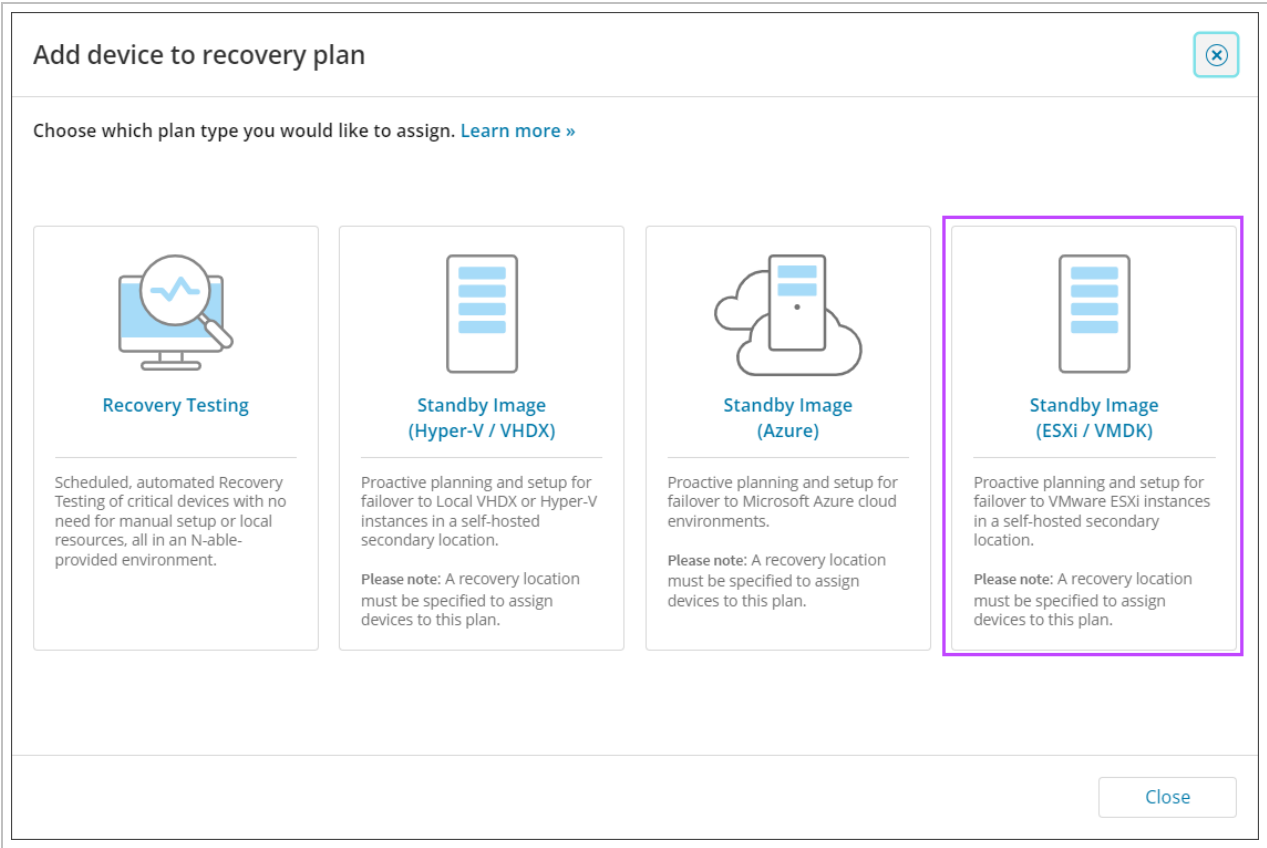 Add device to recovery plan
Choose which plan type you would like to assign. Learn more »
Recovery Testing
Scheduled, automated Recovery
Testing of critical devices with no
need for manual setup or local
resources, all in an N-able-
provided environment.
Standby Image
(Hyper-V / VHDX)
Proactive planning and setup for
failover to Local VHDX or Hyper-V
instances in a self-hosted
secondary location.
Please note: A recovery location
must be specified to assign
devices to this plan.
Standby Image
(Azure)
Proactive planning and setup for
failover to Microsoft Azure cloud
environments.
Please note: A recovery location
must be specified to assign
devices to this plan.
Standby Image
(ESXi / VMDK)
Proactive planning and setup for
failover to VMware ESXi instances
in a self-hosted secondary
location.
Please note: A recovery location
must be specified to assign
devices to this plan.
Close